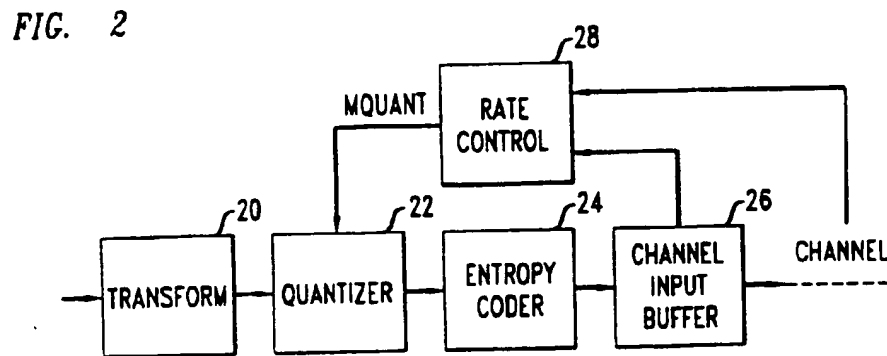 FIG. 2
28
RATE
CONTROL
MQUANT
20
TRANSFORM
22
QUANTIZER
24
ENTROPY
CODER
26
CHANNEL
INPUT
BUFFER
CHANNEL